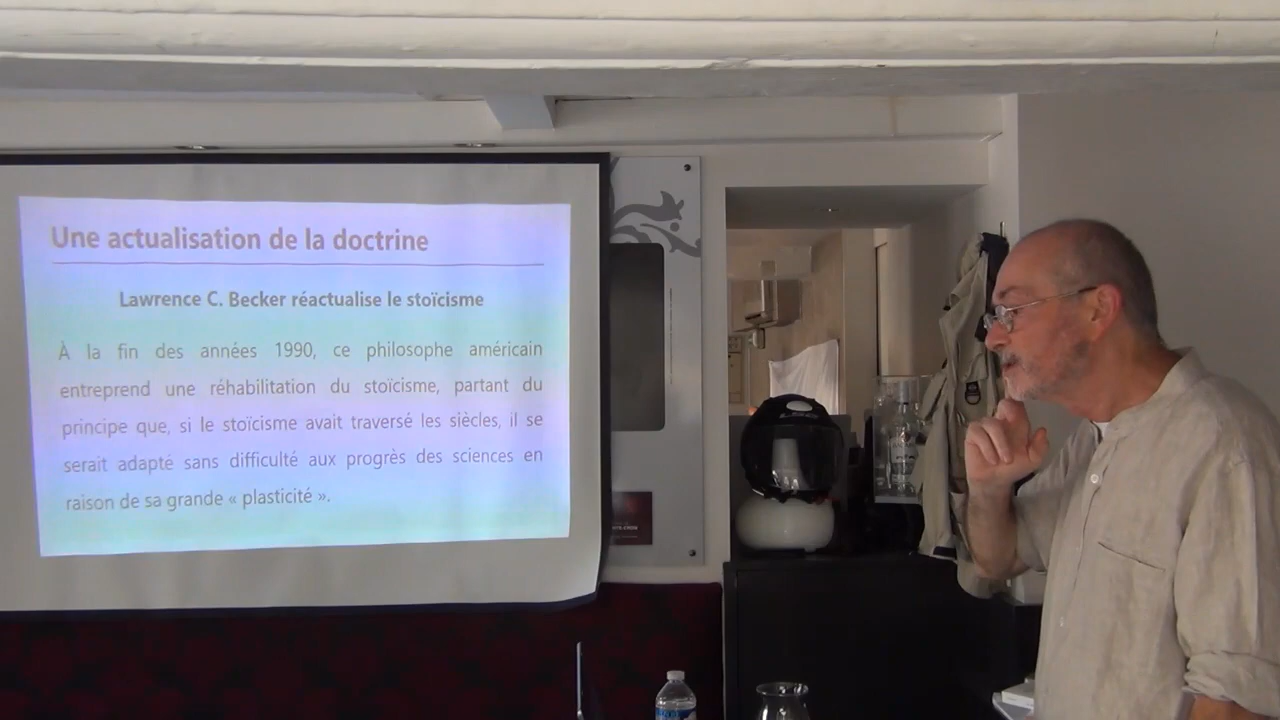 Une actualisation de la doctrine
Lawrence C. Becker réactualise le stoïcisme
À la fin des années 1990, ce philosophe américain
entreprend une réhabilitation du stoïcisme, partant du
principe que, si le stoïcisme avait traversé les siècles, il se
serait adapté sans difficulté aux progrès des sciences en
raison de sa grande « plasticité ».